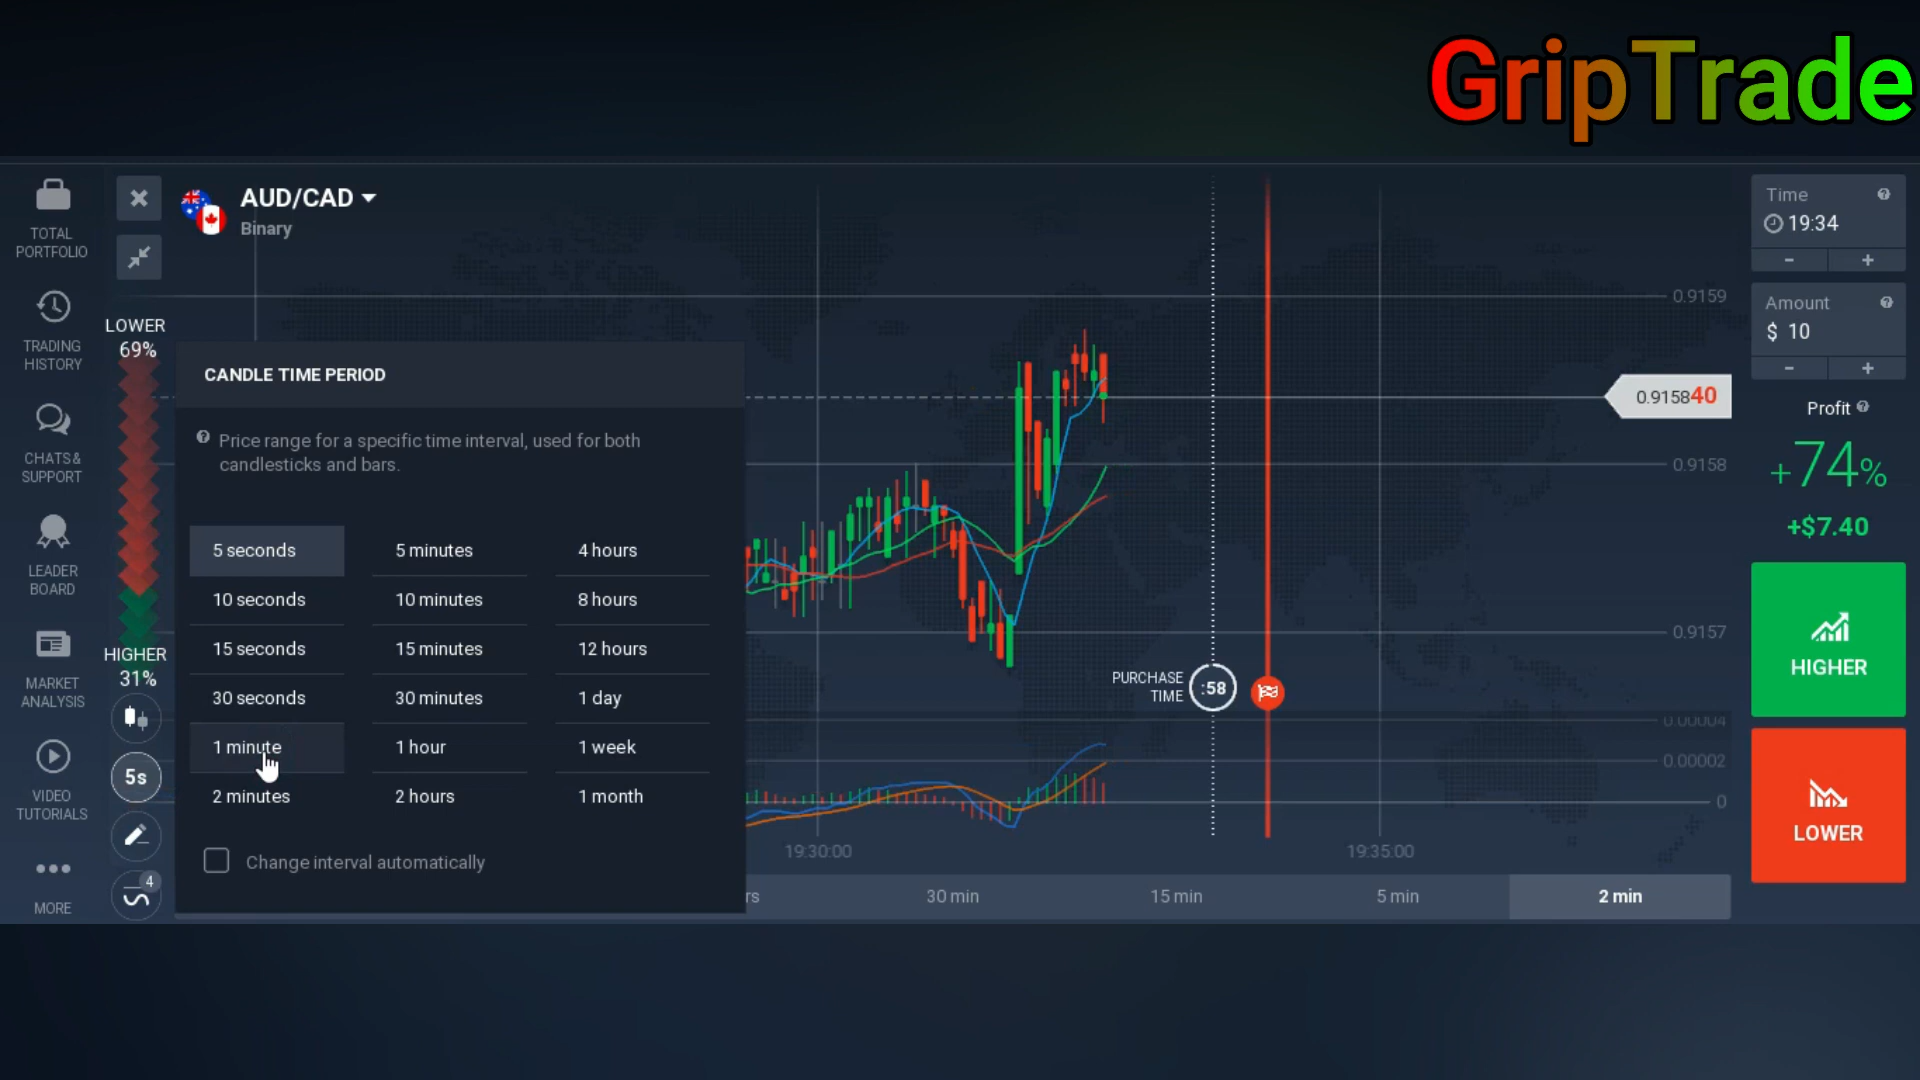 GripTrade
TOTAL
PORTFOLIO
TRADING
HISTORY
CHATS &
SUPPORT
LEADER
BOARD
MARKET
ANALYSIS
VIDEO
TUTORIALS
MORE
LOWER
69%
HIGHER
31%
5s
4
AUD/CAD
Binary
CANDLE TIME PERIOD
Price range for a specific time interval, used for both
candlesticks and bars.
5 seconds 5 minutes 4 hours
10 seconds 10 minutes 8 hours
15 seconds 15 minutes 12 hours
30 seconds 30 minutes 1 day
1 minute 1 hour 1 week
2 minutes 2 hours 1 month
Change interval automatically
0.9159
0.915840
0.9158
0.9157
PURCHASE
TIME
:58
0.00004
0.00002
0
19:30:00 19:35:00
rs 30 min 15 min 5 min 2 min
Time
19:34
- +
Amount
$ 10
- +
Profit
+74%
+$7.40
HIGHER
LOWER